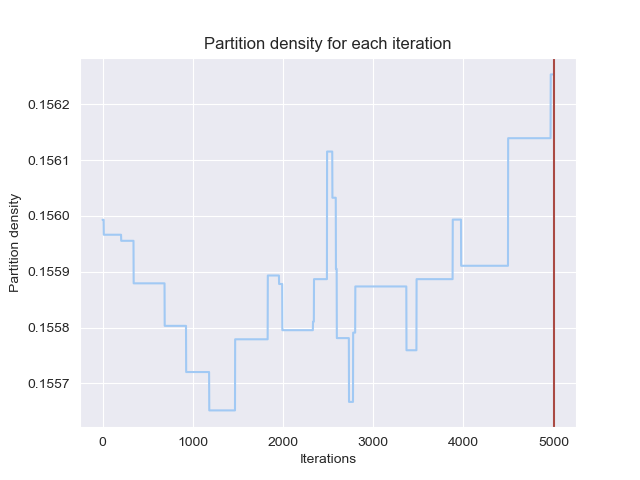 Partition density for each iteration
Partition density
0.1562
0.1561
0.1560
0.1559
0.1558
0.1557
0 1000 2000 3000 4000 5000
Iterations